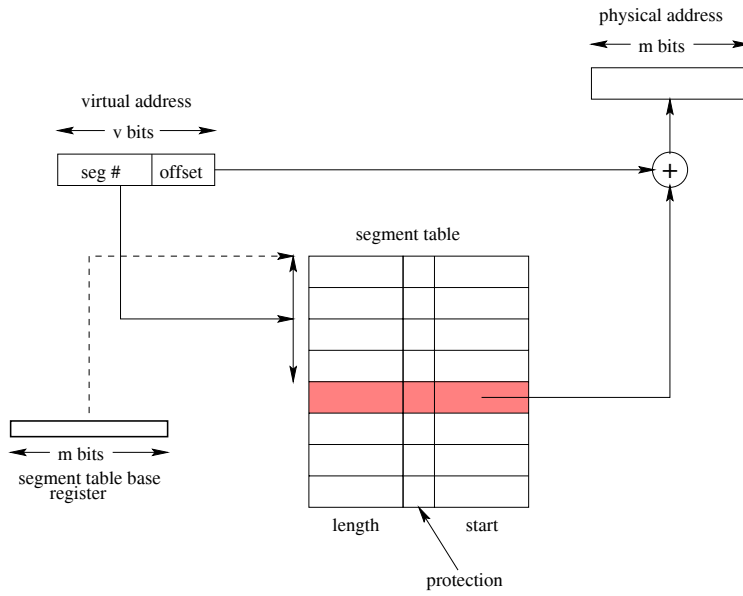 physical address
m bits
virtual address
v bits
seg #
offset
+
segment table
m bits
segment table base
register
length
start
protection